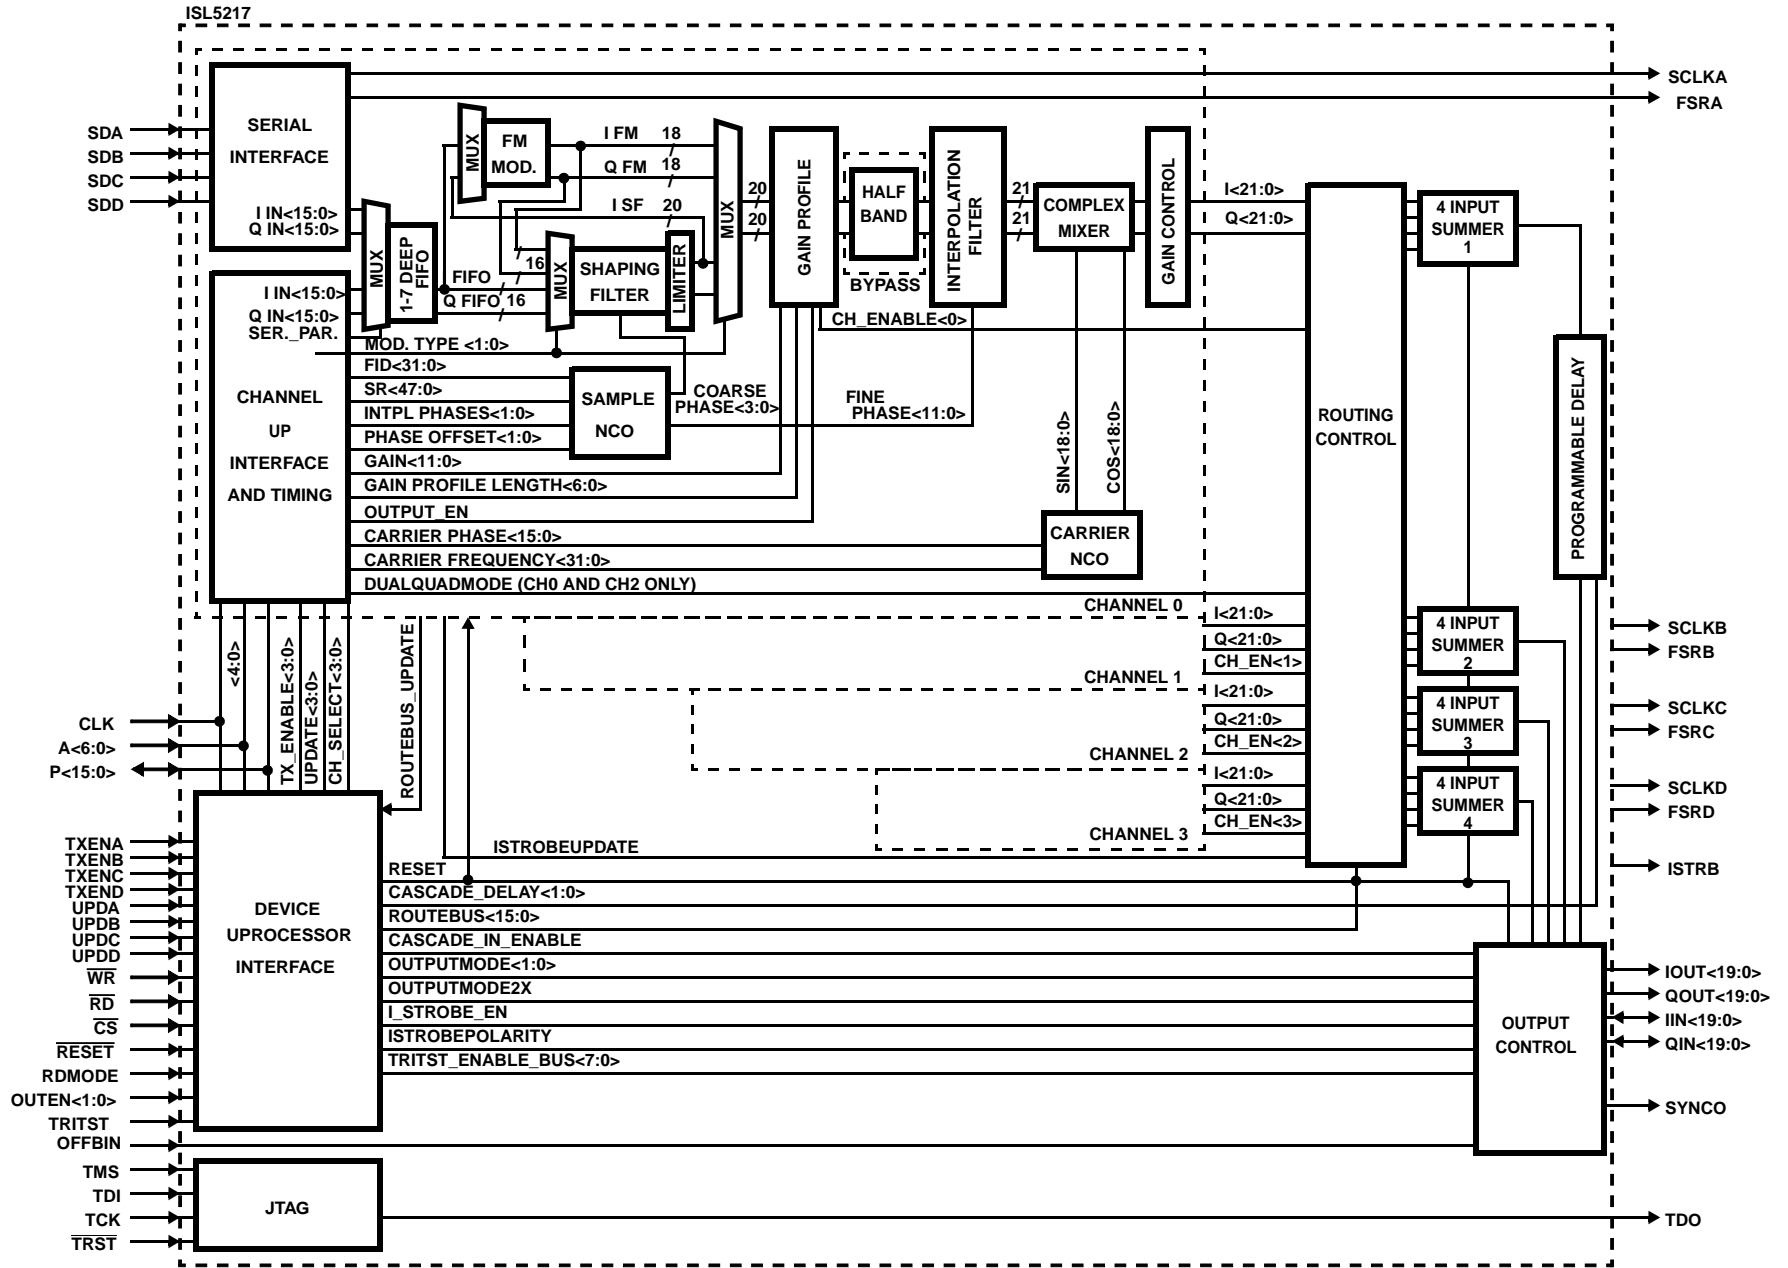 ISL5217
SCLKA
FSRA
SDA
SDB
SDC
SDD
SERIAL
INTERFACE
I IN<15:0>
Q IN<15:0>
MUX
1-7 DEEP
FIFO
MUX
FM
MOD.
I FM
18
Q FM
18
I SF
20
FIFO
16
Q FIFO
16
MUX
SHAPING
FILTER
LIMITER
MUX
20
20
GAIN PROFILE
HALF
BAND
BYPASS
INTERPOLATION
FILTER
21
21
COMPLEX
MIXER
GAIN CONTROL
I<21:0>
Q<21:0>
4 INPUT
SUMMER
1
I IN<15:0>
Q IN<15:0>
SER._PAR.
MOD. TYPE <1:0>
CH_ENABLE<0>
CHANNEL
UP
INTERFACE
AND TIMING
FID<31:0>
SR<47:0>
INTPL PHASES<1:0>
PHASE OFFSET<1:0>
GAIN<11:0>
GAIN PROFILE LENGTH<6:0>
OUTPUT_EN
CARRIER PHASE<15:0>
CARRIER FREQUENCY<31:0>
DUALQUADMODE (CH0 AND CH2 ONLY)
SAMPLE
NCO
COARSE
PHASE<3:0>
FINE
PHASE<11:0>
SIN<18:0>
COS<18:0>
CARRIER
NCO
ROUTING
CONTROL
PROGRAMMABLE DELAY
CHANNEL 0
I<21:0>
Q<21:0>
CH_EN<1>
4 INPUT
SUMMER
2
SCLKB
FSRB
CHANNEL 1
I<21:0>
Q<21:0>
CH_EN<2>
4 INPUT
SUMMER
3
SCLKC
FSRC
CHANNEL 2
I<21:0>
Q<21:0>
CH_EN<3>
4 INPUT
SUMMER
4
SCLKD
FSRD
CHANNEL 3
<4:0>
TX_ENABLE<3:0>
UPDATE<3:0>
CH_SELECT<3:0>
ROUTEBUS_UPDATE
CLK
A<6:0>
P<15:0>
ISTROBEUPDATE
ISTRB
TXENA
TXENB
TXENC
TXEND
UPDA
UPDB
UPDC
UPDD
WR
RD
CS
RESET
RDMODE
OUTEN<1:0>
TRITST
OFFBIN
DEVICE
UPROCESSOR
INTERFACE
RESET
CASCADE_DELAY<1:0>
ROUTEBUS<15:0>
CASCADE_IN_ENABLE
OUTPUTMODE<1:0>
OUTPUTMODE2X
I_STROBE_EN
ISTROBEPOLARITY
TRITST_ENABLE_BUS<7:0>
OUTPUT
CONTROL
IOUT<19:0>
QOUT<19:0>
IIN<19:0>
QIN<19:0>
SYNCO
TMS
TDI
TCK
TRST
JTAG
TDO